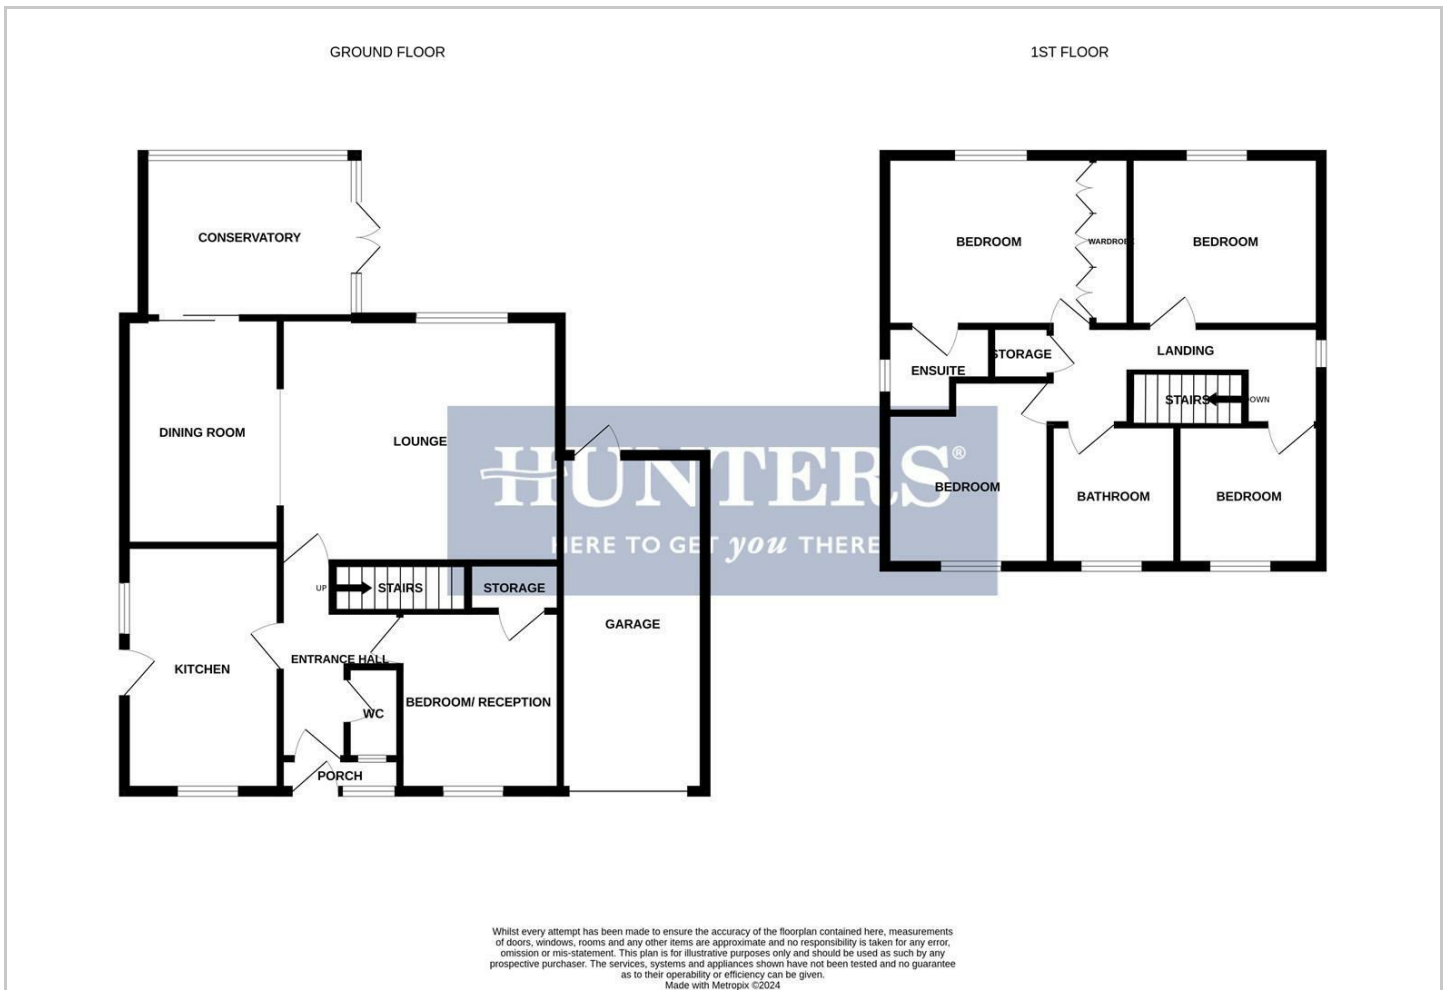 GROUND FLOOR
CONSERVATORY
DINING ROOM
LOUNGE
UP
STAIRS
STORAGE
KITCHEN
ENTRANCE HALL
BEDROOM/ RECEPTION
WC
PORCH
GARAGE
1ST FLOOR
BEDROOM
WARDROBE
BEDROOM
ENSUITE
STORAGE
LANDING
STAIRS
DOWN
BEDROOM
BATHROOM
BEDROOM
HUNTERS®
HERE TO GET you THERE
Whilst every attempt has been made to ensure the accuracy of the floorplan contained here, measurements
of doors, windows, rooms and any other items are approximate and no responsibility is taken for any error,
omission or mis-statement. This plan is for illustrative purposes only and should be used as such by any
prospective purchaser. The services, systems and appliances shown have not been tested and no guarantee
as to their operability or efficiency can be given.
Made with Metropix ©2024